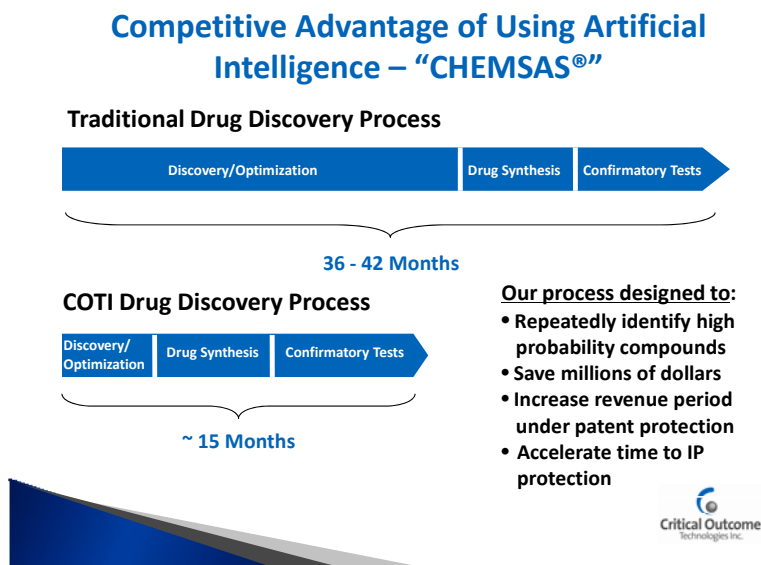 Competitive Advantage of Using Artificial
Intelligence – “CHEMSAS®”
Traditional Drug Discovery Process
Discovery/Optimization
Drug Synthesis
Confirmatory Tests
36 - 42 Months
COTI Drug Discovery Process
Discovery/
Optimization
Drug Synthesis
Confirmatory Tests
~ 15 Months
Our process designed to:
• Repeatedly identify high
probability compounds
• Save millions of dollars
• Increase revenue period
under patent protection
• Accelerate time to IP
protection
Critical Outcome
Technologies Inc.